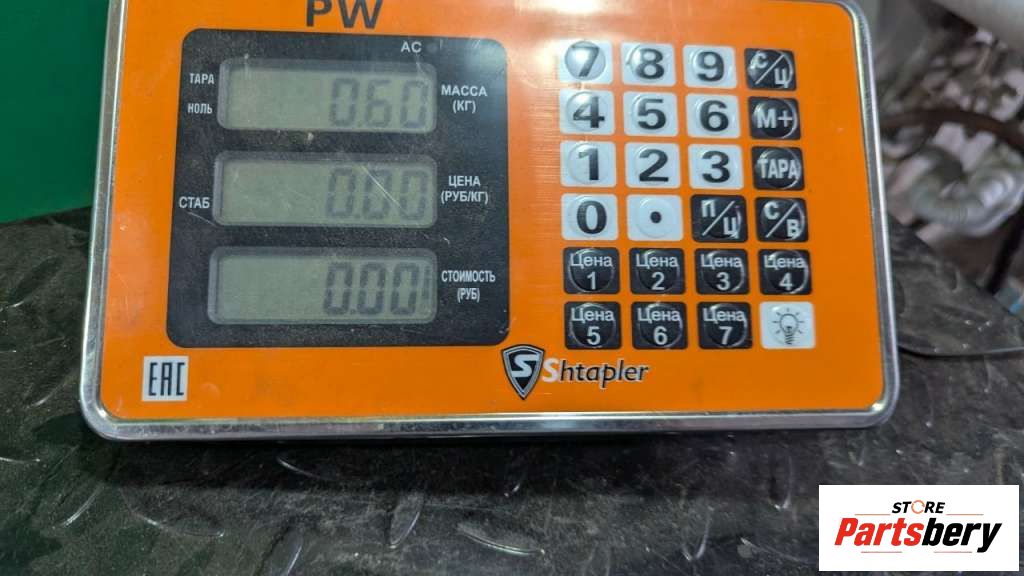 PW
AC
ТАРА
НОЛЬ
0.60
МАССА
(КГ)
СТАБ
0.00
ЦЕНА
(РУБ/КГ)
0.00
СТОИМОСТЬ
(РУБ)
7 8 9 С/Ц
4 5 6 М+
1 2 3 ТАРА
0 . П/Ц С/В
Цена 1 Цена 2 Цена 3 Цена 4
Цена 5 Цена 6 Цена 7
EAC
S Shtapler
STORE
Partsbery